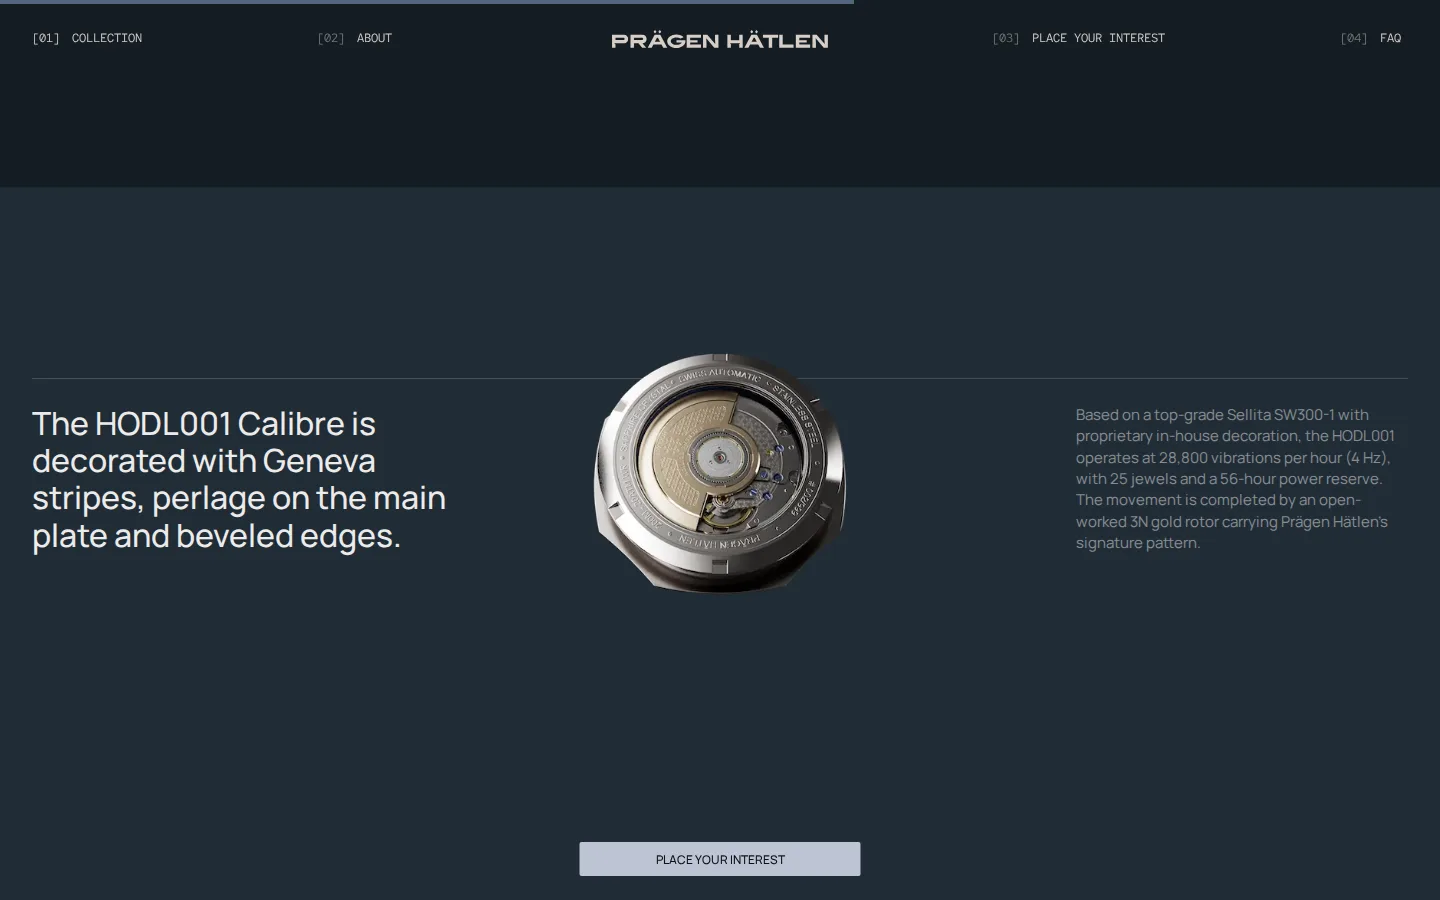 [01] COLLECTION
[02] ABOUT
PRÄGEN HÄTLEN
[03] PLACE YOUR INTEREST
[04] FAQ
The HODL001 Calibre is
decorated with Geneva
stripes, perlage on the main
plate and beveled edges.
SWISS AUTOMATIC
STAINLESS STEEL
PRÄGEN HÄTLEN
Based on a top-grade Sellita SW300-1 with
proprietary in-house decoration, the HODL001
operates at 28,800 vibrations per hour (4 Hz),
with 25 jewels and a 56-hour power reserve.
The movement is completed by an open-
worked 3N gold rotor carrying Prägen Hätlen's
signature pattern.
PLACE YOUR INTEREST